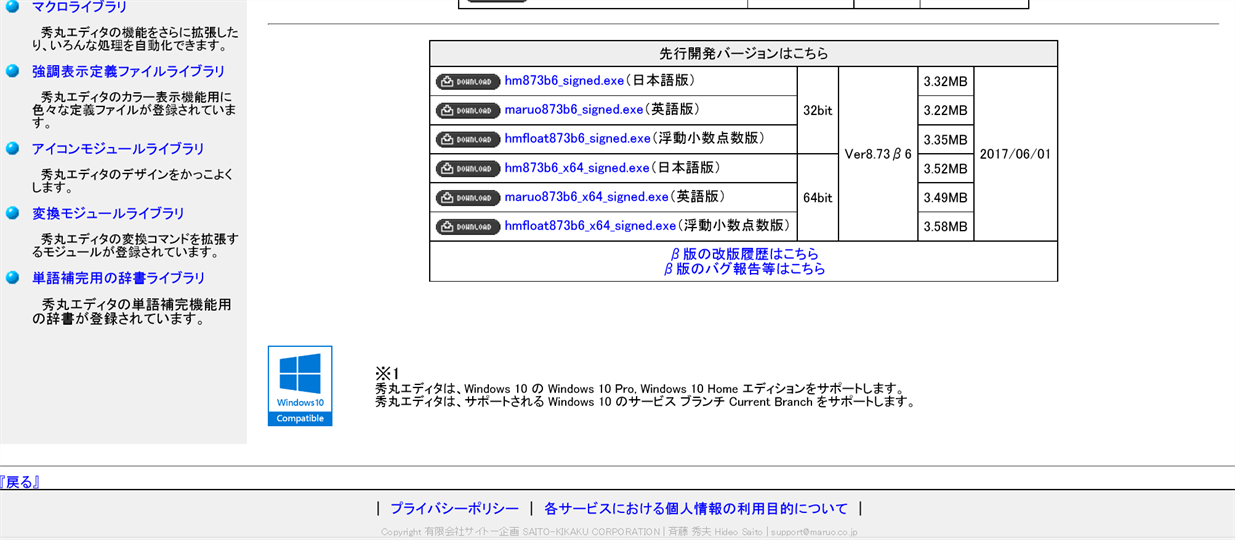 マクロライブラリ
秀丸エディタの機能をさらに拡張した
り、いろんな処理を自動化できます。
強調表示定義ファイルライブラリ
秀丸エディタのカラー表示機能用に
色々な定義ファイルが登録されていま
す。
アイコンモジュールライブラリ
秀丸エディタのデザインをかっこよく
します。
変換モジュールライブラリ
秀丸エディタの変換コマンドを拡張す
るモジュールが登録されています。
単語補完用の辞書ライブラリ
秀丸エディタの単語補完機能用
の辞書が登録されています。
先行開発バージョンはこちら
DOWNLOAD hm873b6_signed.exe(日本語版) 32bit Ver8.73β6 3.32MB 2017/06/01
DOWNLOAD maruo873b6_signed.exe(英語版) 3.22MB
DOWNLOAD hmfloat873b6_signed.exe(浮動小数点数版) 3.35MB
DOWNLOAD hm873b6_x64_signed.exe(日本語版) 64bit 3.52MB
DOWNLOAD maruo873b6_x64_signed.exe(英語版) 3.49MB
DOWNLOAD hmfloat873b6_x64_signed.exe(浮動小数点数版) 3.58MB
β版の改版履歴はこちら
β版のバグ報告等はこちら
Windows10
Compatible
※1
秀丸エディタは、Windows 10 の Windows 10 Pro, Windows 10 Home エディションをサポートします。
秀丸エディタは、サポートされる Windows 10 のサービス ブランチ Current Branch をサポートします。
『戻る』
| プライバシーポリシー | 各サービスにおける個人情報の利用目的について |
Copyright 有限会社サイトー企画 SAITO-KIKAKU CORPORATION | 斉藤 秀夫 Hideo Saito | support@maruo.co.jp